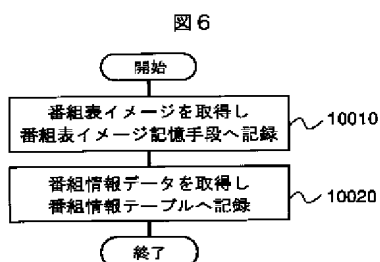 図6
開始
番組表イメージを取得し
番組表イメージ記憶手段へ記録
10010
番組情報データを取得し
番組情報テーブルへ記録
10020
終了